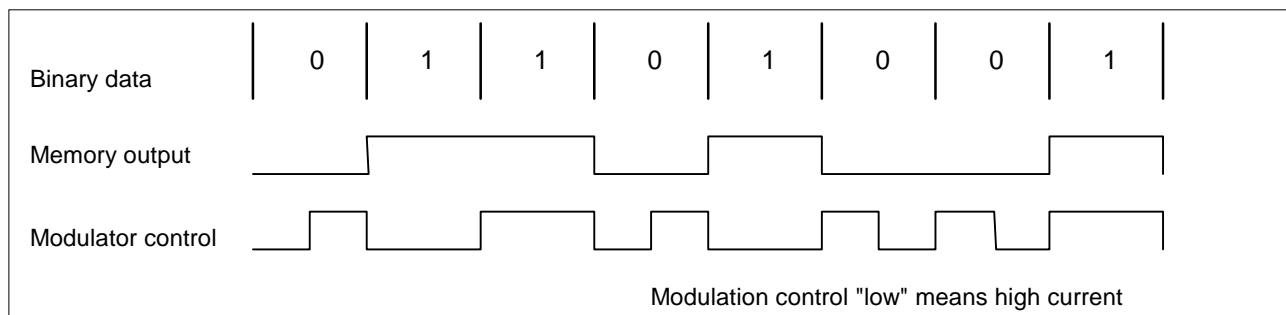 Binary data 0 1 1 0 1 0 0 1
Memory output
Modulator control
Modulation control "low" means high current